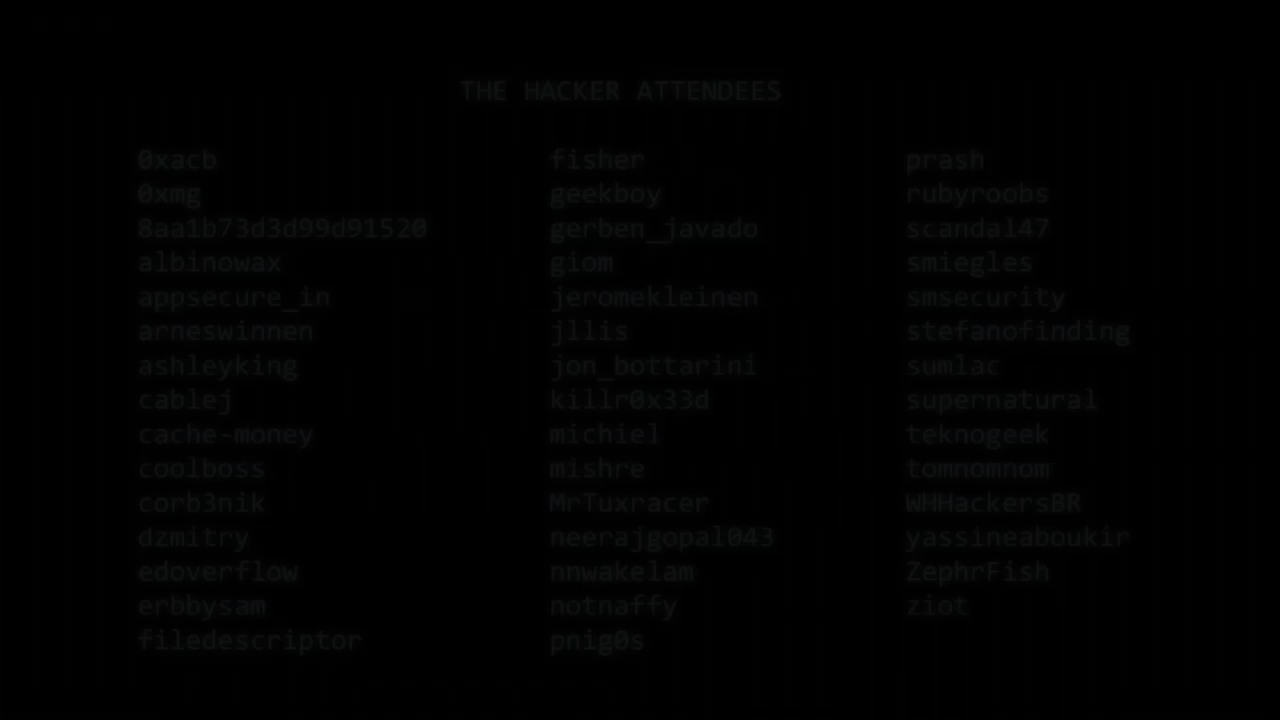 THE HACKER ATTENDEES
0xacb
0xmg
8aa1b73d3d99d91520
albinowax
appsecure_in
arneswinnen
ashleyking
cablej
cache-money
coolboss
corb3nik
dzmitry
edoverflow
erbbysam
filedescriptor
fisher
geekboy
gerben_javado
giom
jeromekleinen
jllis
jon_bottarini
killr0x33d
michiel
mishre
MrTuxracer
neerajgopal043
nnwakelam
notnaffy
pnig0s
prash
rubyroobs
scandal47
smiegles
smsecurity
stefanofinding
sumlac
supernatural
teknogeek
tomnomnom
WHHackersBR
yassineaboukir
ZephrFish
ziot